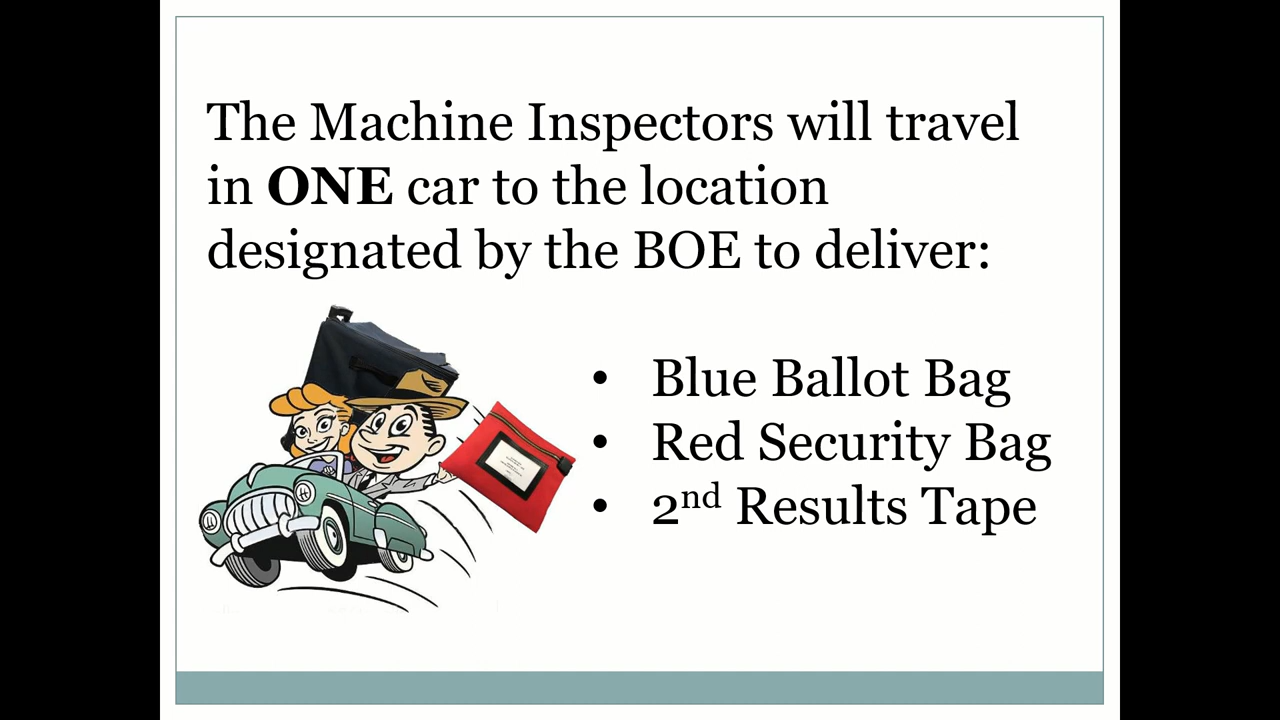 The Machine Inspectors will travel
in ONE car to the location
designated by the BOE to deliver:
• Blue Ballot Bag
• Red Security Bag
• 2nd Results Tape